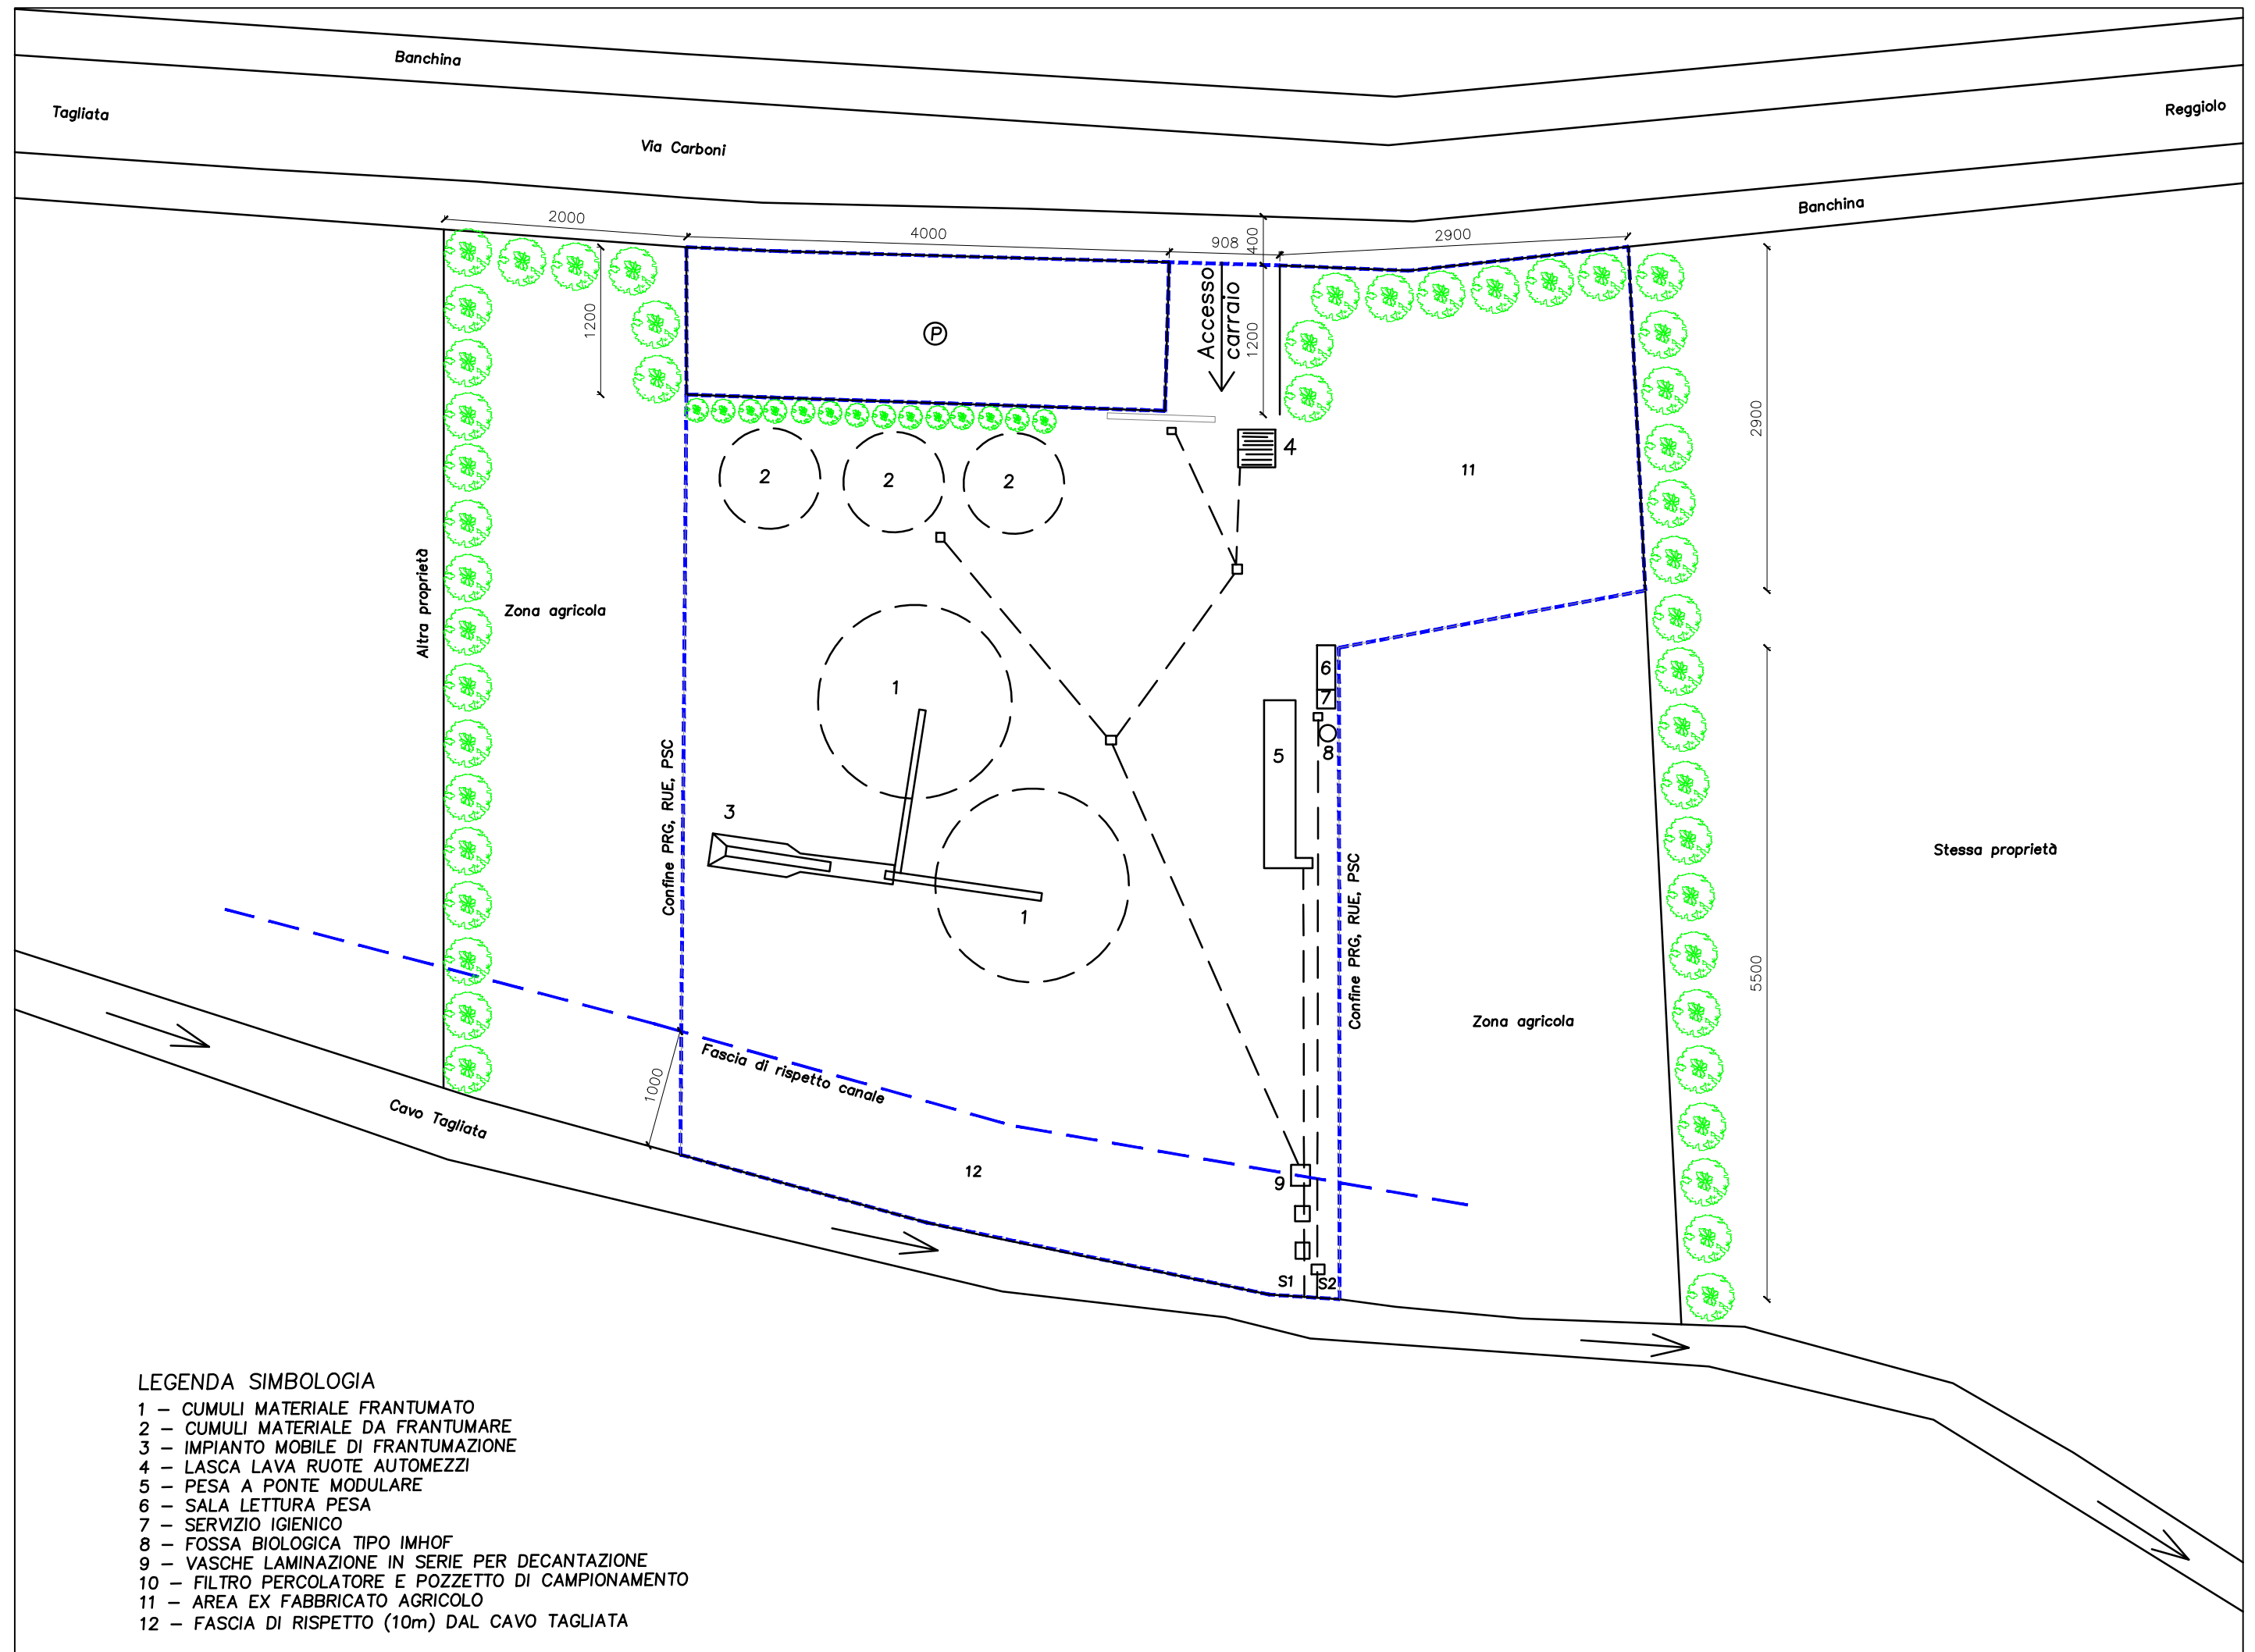 Banchina
Tagliata
Reggiolo
Via Carboni
Banchina
2000
4000
908
400
2900
1200
P
Accesso
carraio
1200
2900
4
2
2
2
11
Altra proprietà
Zona agricola
6
7
1
5
8
Confine PRG, RUE, PSC
3
Stessa proprietà
1
Confine PRG, RUE, PSC
5500
Zona agricola
Fascia di rispetto canale
1000
Cavo Tagliata
12
9
S1
S2
LEGENDA SIMBOLOGIA
1 – CUMULI MATERIALE FRANTUMATO
2 – CUMULI MATERIALE DA FRANTUMARE
3 – IMPIANTO MOBILE DI FRANTUMAZIONE
4 – LASCA LAVA RUOTE AUTOMEZZI
5 – PESA A PONTE MODULARE
6 – SALA LETTURA PESA
7 – SERVIZIO IGIENICO
8 – FOSSA BIOLOGICA TIPO IMHOF
9 – VASCHE LAMINAZIONE IN SERIE PER DECANTAZIONE
10 – FILTRO PERCOLATORE E POZZETTO DI CAMPIONAMENTO
11 – AREA EX FABBRICATO AGRICOLO
12 – FASCIA DI RISPETTO (10m) DAL CAVO TAGLIATA